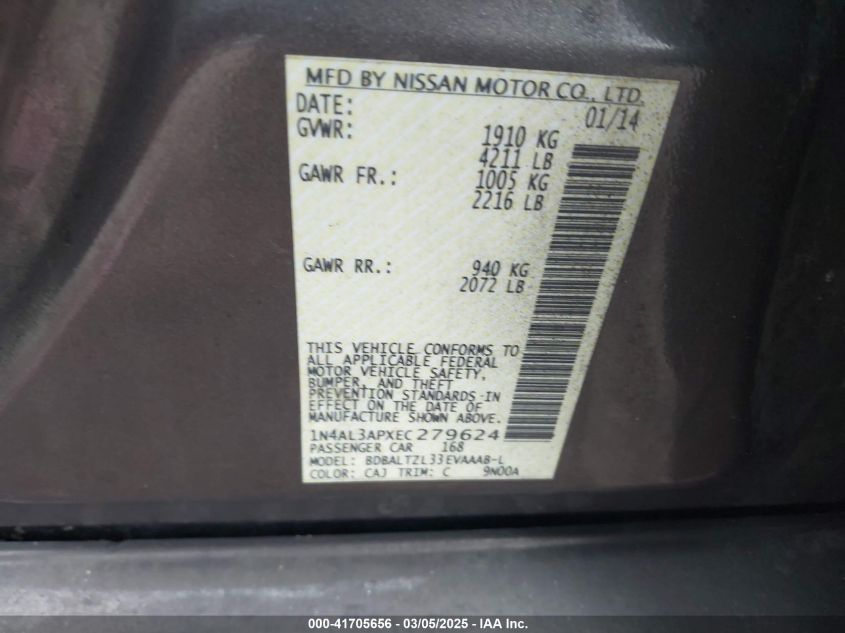 MFD BY NISSAN MOTOR CO., LTD.
DATE: 01/14
GVWR: 1910 KG
4211 LB
GAWR FR.: 1005 KG
2216 LB
GAWR RR.: 940 KG
2072 LB
THIS VEHICLE CONFORMS TO
ALL APPLICABLE FEDERAL
MOTOR VEHICLE SAFETY,
BUMPER, AND THEFT
PREVENTION STANDARDS IN
EFFECT ON THE DATE OF
MANUFACTURE SHOWN ABOVE.
1N4AL3APXEC279624
PASSENGER CAR 168
MODEL: BDBALTZL33EVAAAB-L
COLOR: CAJ TRIM: C 9N00A
000-41705656 - 03/05/2025 - IAA Inc.